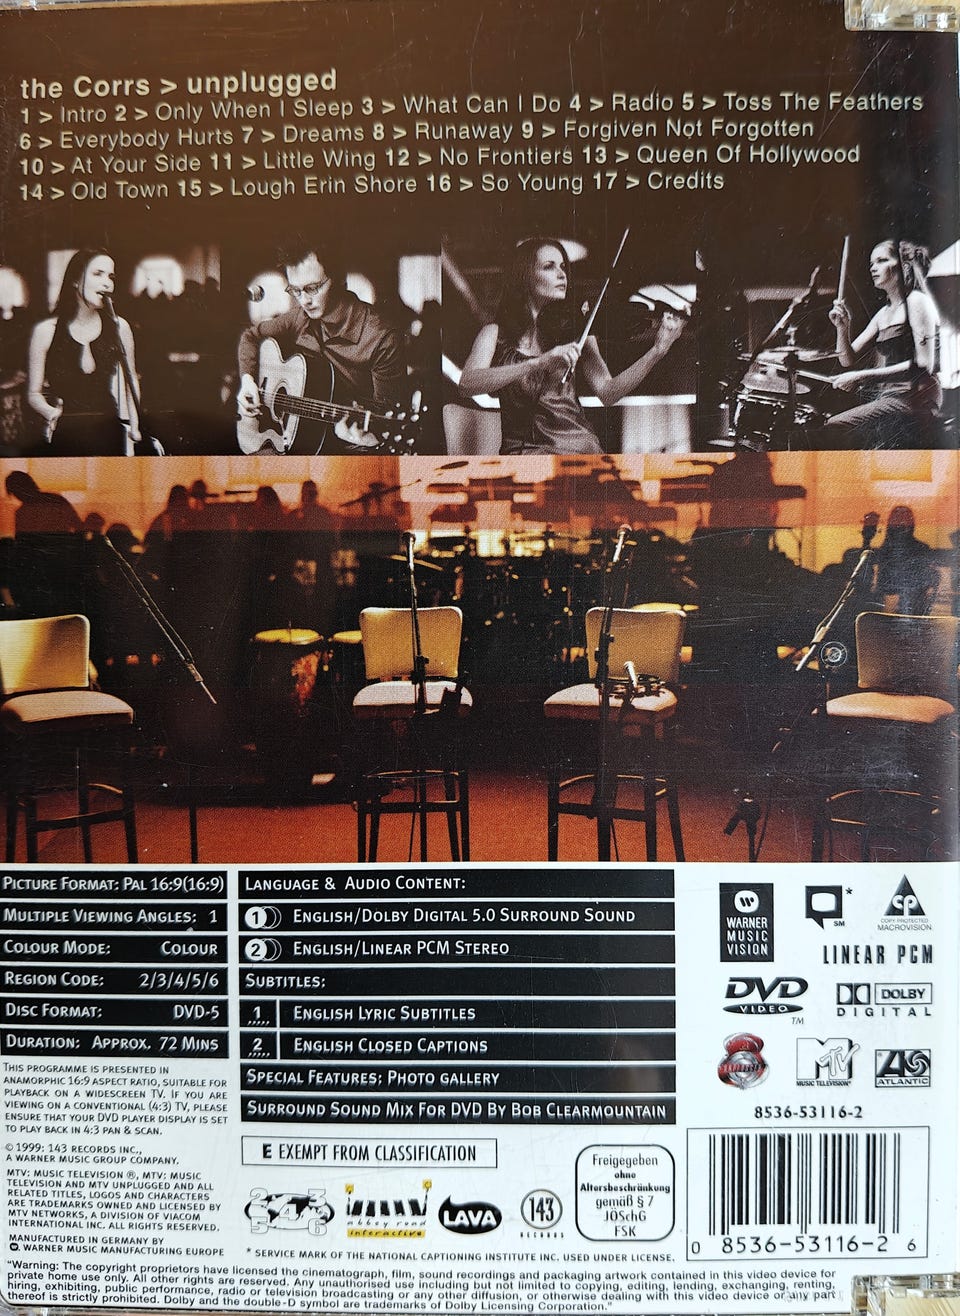 the Corrs > unplugged
1 > Intro 2 > Only When I Sleep 3 > What Can I Do 4 > Radio 5 > Toss The Feathers
6 > Everybody Hurts 7 > Dreams 8 > Runaway 9 > Forgiven Not Forgotten
10 > At Your Side 11 > Little Wing 12 > No Frontiers 13 > Queen Of Hollywood
14 > Old Town 15 > Lough Erin Shore 16 > So Young 17 > Credits
PICTURE FORMAT: PAL 16:9(16:9)
MULTIPLE VIEWING ANGLES: 1
COLOUR MODE: COLOUR
REGION CODE: 2/3/4/5/6
DISC FORMAT: DVD-5
DURATION: APPROX. 72 MINS
THIS PROGRAMME IS PRESENTED IN
ANAMORPHIC 16:9 ASPECT RATIO, SUITABLE FOR
PLAYBACK ON A WIDESCREEN TV. IF YOU ARE
VIEWING ON A CONVENTIONAL (4:3) TV, PLEASE
ENSURE THAT YOUR DVD PLAYER DISPLAY IS SET
TO PLAY BACK IN 4:3 PAN & SCAN.
© 1999: 143 RECORDS INC.,
A WARNER MUSIC GROUP COMPANY.
MTV: MUSIC TELEVISION ®, MTV: MUSIC
TELEVISION AND MTV UNPLUGGED AND ALL
RELATED TITLES, LOGOS AND CHARACTERS
ARE TRADEMARKS OWNED AND LICENSED BY
MTV NETWORKS, A DIVISION OF VIACOM
INTERNATIONAL INC. ALL RIGHTS RESERVED.
MANUFACTURED IN GERMANY BY
WARNER MUSIC MANUFACTURING EUROPE
LANGUAGE & AUDIO CONTENT:
1 ENGLISH/DOLBY DIGITAL 5.0 SURROUND SOUND
2 ENGLISH/LINEAR PCM STEREO
SUBTITLES:
1 ENGLISH LYRIC SUBTITLES
2 ENGLISH CLOSED CAPTIONS
SPECIAL FEATURES; PHOTO GALLERY
SURROUND SOUND MIX FOR DVD BY BOB CLEARMOUNTAIN
E EXEMPT FROM CLASSIFICATION
Freigegeben
ohne
Altersbeschränkung
gemäß § 7
JÖSchG
FSK
2 3
4
5 6
abbey road
interactive
LAVA
143
RECORDS
* SERVICE MARK OF THE NATIONAL CAPTIONING INSTITUTE INC. USED UNDER LICENSE.
WARNER
MUSIC
VISION
*
SM
CP
COPY PROTECTED
MACROVISION
LINEAR PCM
DVD
VIDEO
TM
DOLBY
DIGITAL
MTV
MUSIC TELEVISION®
ATLANTIC
8536-53116-2
0 8536-53116-2 6
"Warning: The copyright proprietors have licensed the cinematograph, film, sound recordings and packaging artwork contained in this video device for
private home use only. All other rights are reserved. Any unauthorised use including but not limited to copying, editing, lending, exchanging, renting,
hiring, exhibiting, public performance, radio or television broadcasting or any other diffusion, or otherwise dealing with this video device or any part
thereof is strictly prohibited. Dolby and the double-D symbol are trademarks of Dolby Licensing Corporation."